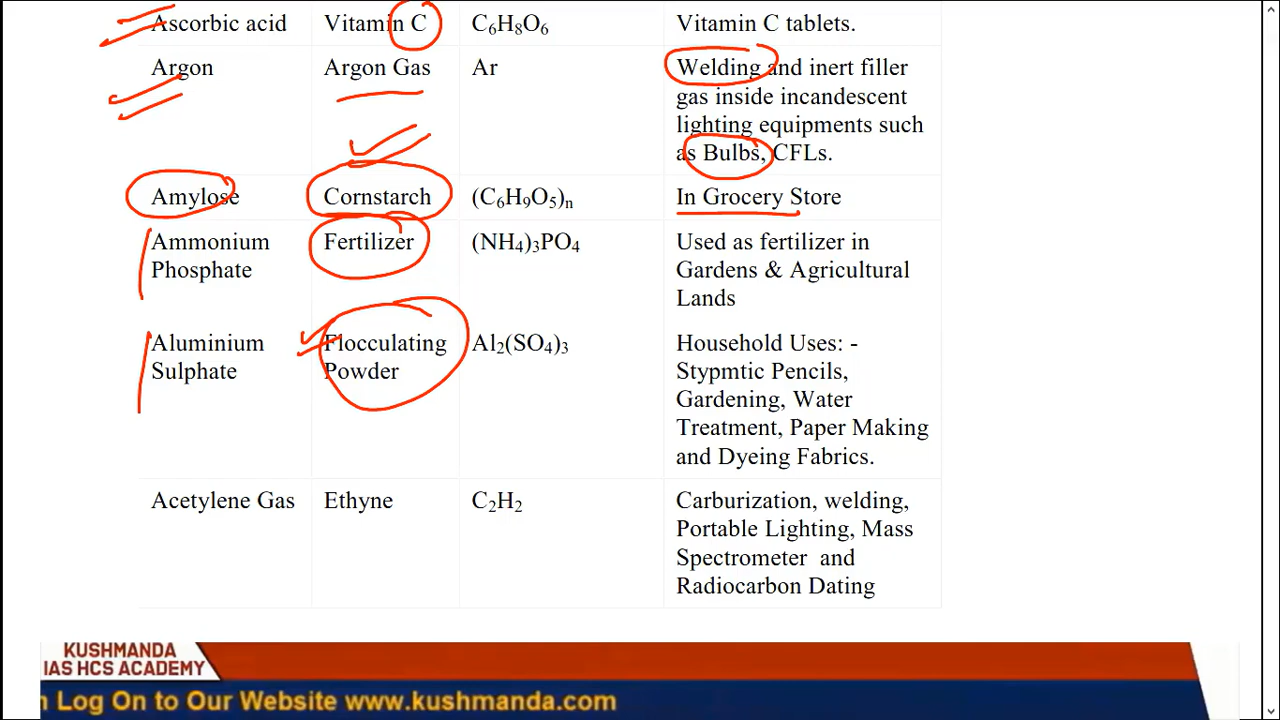 Ascorbic acid Vitamin C C₆H₈O₆ Vitamin C tablets.
Argon Argon Gas Ar Welding and inert filler
gas inside incandescent
lighting equipments such
as Bulbs, CFLs.
Amylose Cornstarch (C₆H₉O₅)ₙ In Grocery Store
Ammonium Fertilizer (NH₄)₃PO₄ Used as fertilizer in
Phosphate Gardens & Agricultural
Lands
Aluminium Flocculating Al₂(SO₄)₃ Household Uses: -
Sulphate Powder Stypmtic Pencils,
Gardening, Water
Treatment, Paper Making
and Dyeing Fabrics.
Acetylene Gas Ethyne C₂H₂ Carburization, welding,
Portable Lighting, Mass
Spectrometer and
Radiocarbon Dating
KUSHMANDA
IAS HCS ACADEMY
Log On to Our Website www.kushmanda.com